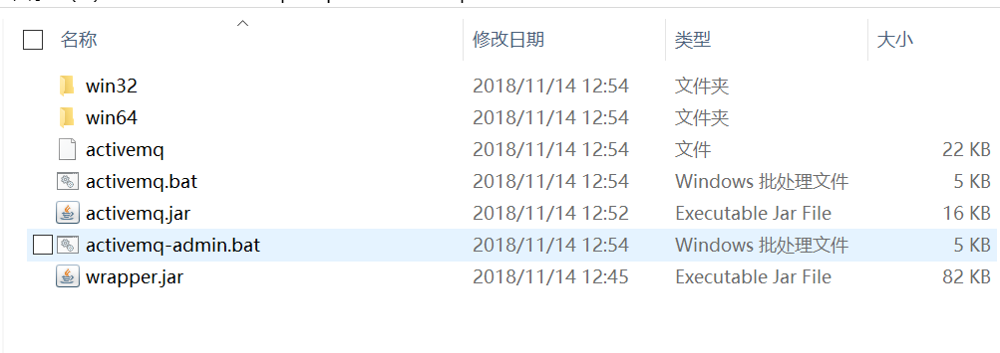 名称 修改日期 类型 大小
win32 2018/11/14 12:54 文件夹
win64 2018/11/14 12:54 文件夹
activemq 2018/11/14 12:54 文件 22 KB
activemq.bat 2018/11/14 12:54 Windows 批处理文件 5 KB
activemq.jar 2018/11/14 12:52 Executable Jar File 16 KB
activemq-admin.bat 2018/11/14 12:54 Windows 批处理文件 5 KB
wrapper.jar 2018/11/14 12:45 Executable Jar File 82 KB